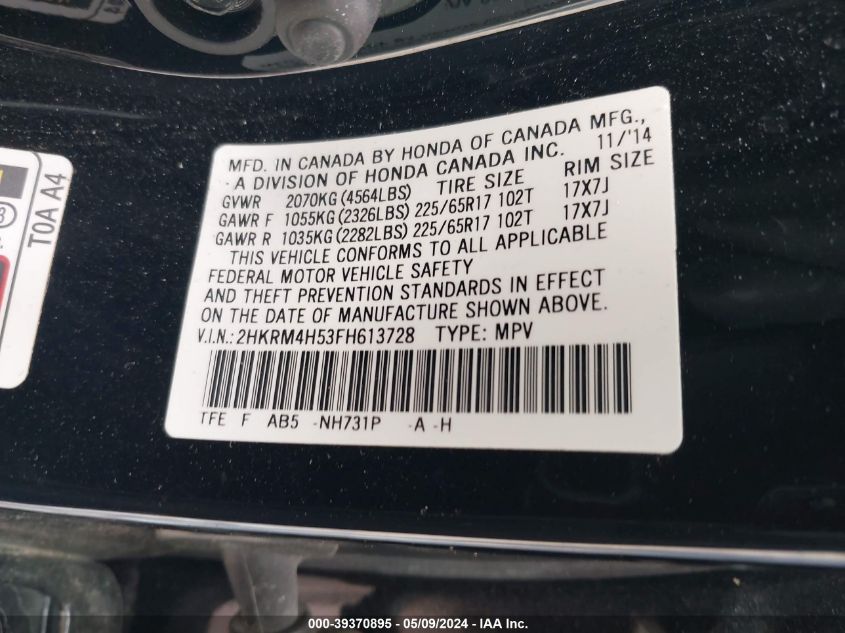 MFD. IN CANADA BY HONDA OF CANADA MFG.,
A DIVISION OF HONDA CANADA INC. 11/'14
GVWR 2070KG (4564LBS) TIRE SIZE RIM SIZE
GAWR F 1055KG (2326LBS) 225/65R17 102T 17X7J
GAWR R 1035KG (2282LBS) 225/65R17 102T 17X7J
THIS VEHICLE CONFORMS TO ALL APPLICABLE
FEDERAL MOTOR VEHICLE SAFETY
AND THEFT PREVENTION STANDARDS IN EFFECT
ON THE DATE OF MANUFACTURE SHOWN ABOVE.
V.I.N.:2HKRM4H53FH613728 TYPE: MPV
TFE F AB5 -NH731P -A -H
T0A A4
000-39370895 - 05/09/2024 - IAA Inc.